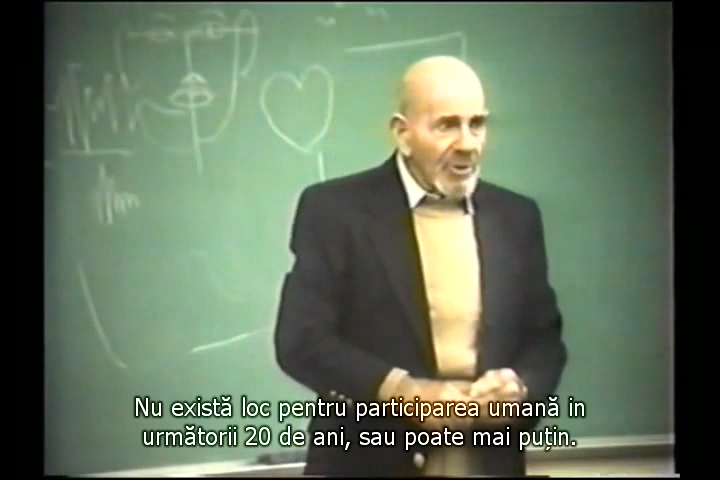 Nu există loc pentru participarea umană in
următorii 20 de ani, sau poate mai puțin.